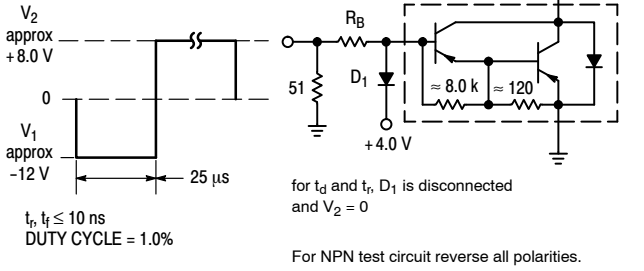 V2
approx
+8.0 V
0
V1
approx
−12 V
25 μs
tr, tf ≤ 10 ns
DUTY CYCLE = 1.0%
RB
51
D1
+4.0 V
≈ 8.0 k
≈ 120
for td and tr, D1 is disconnected
and V2 = 0
For NPN test circuit reverse all polarities.